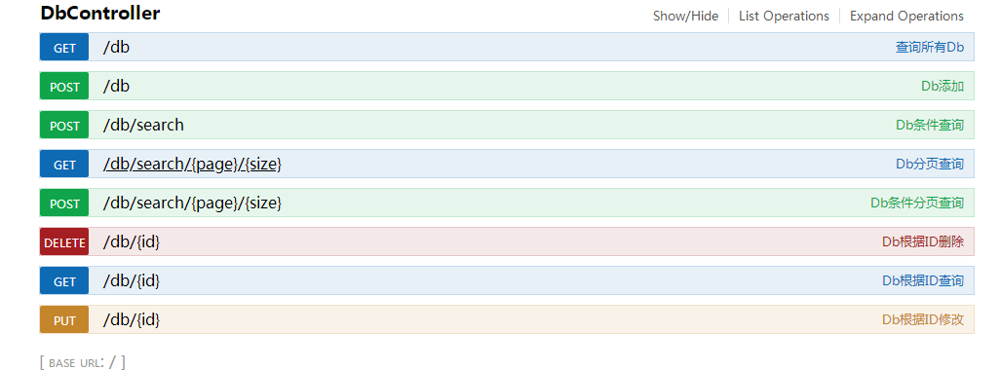 DbController Show/Hide List Operations Expand Operations
GET /db 查询所有Db
POST /db Db添加
POST /db/search Db条件查询
GET /db/search/{page}/{size} Db分页查询
POST /db/search/{page}/{size} Db条件分页查询
DELETE /db/{id} Db根据ID删除
GET /db/{id} Db根据ID查询
PUT /db/{id} Db根据ID修改
[ BASE URL: / ]